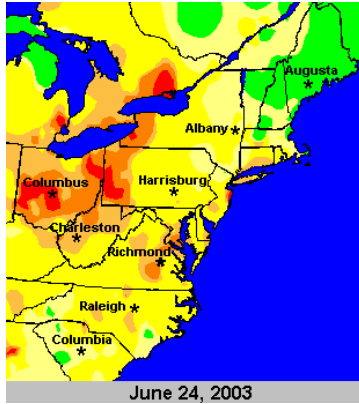 Augusta
Albany
Columbus
Harrisburg
Charleston
Richmond
Raleigh
Columbia
June 24, 2003